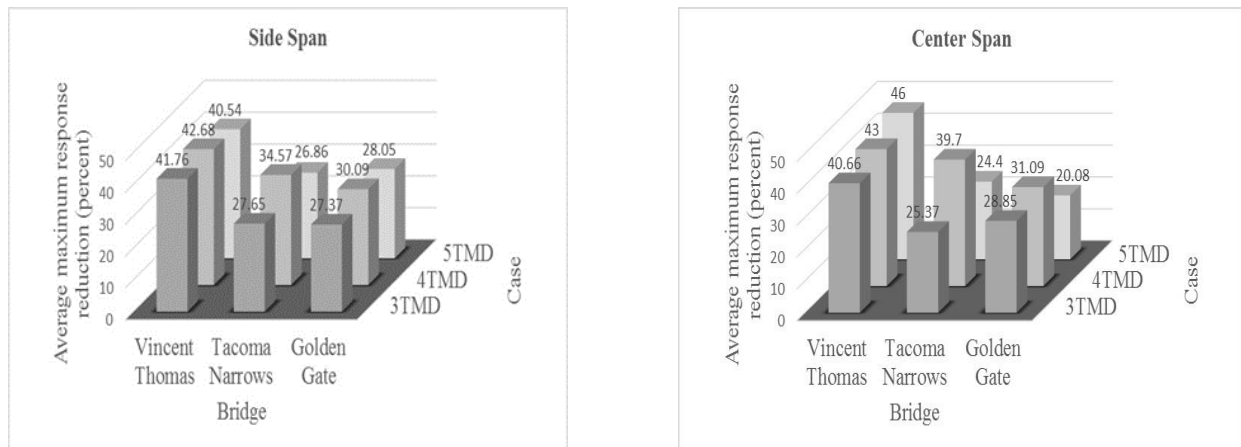 Side Span
Average maximum response
reduction (percent)
50
40
30
20
10
0
40.54
42.68
41.76
34.57
27.65
26.86
30.09
27.37
28.05
5TMD
4TMD
3TMD
Case
Vincent
Thomas
Tacoma
Narrows
Golden
Gate
Bridge
Center Span
Average maximum response
reduction (percent)
50
40
30
20
10
0
46
43
40.66
39.7
25.37
24.4
31.09
28.85
20.08
5TMD
4TMD
3TMD
Case
Vincent
Thomas
Tacoma
Narrows
Golden
Gate
Bridge